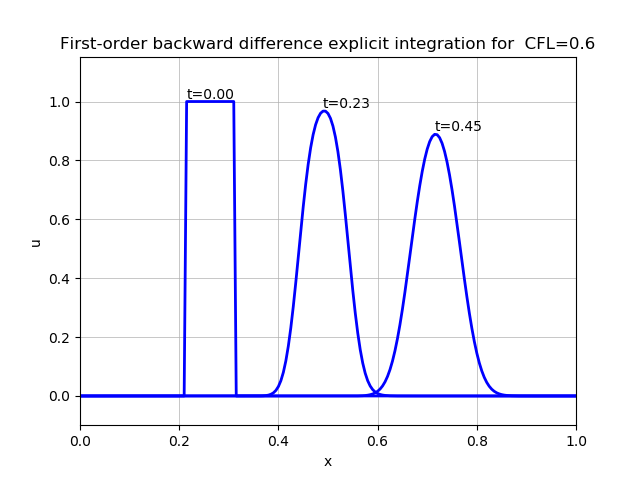 First-order backward difference explicit integration for  CFL=0.6
t=0.00
t=0.23
t=0.45
u
1.0
0.8
0.6
0.4
0.2
0.0
0.0 0.2 0.4 0.6 0.8 1.0
x